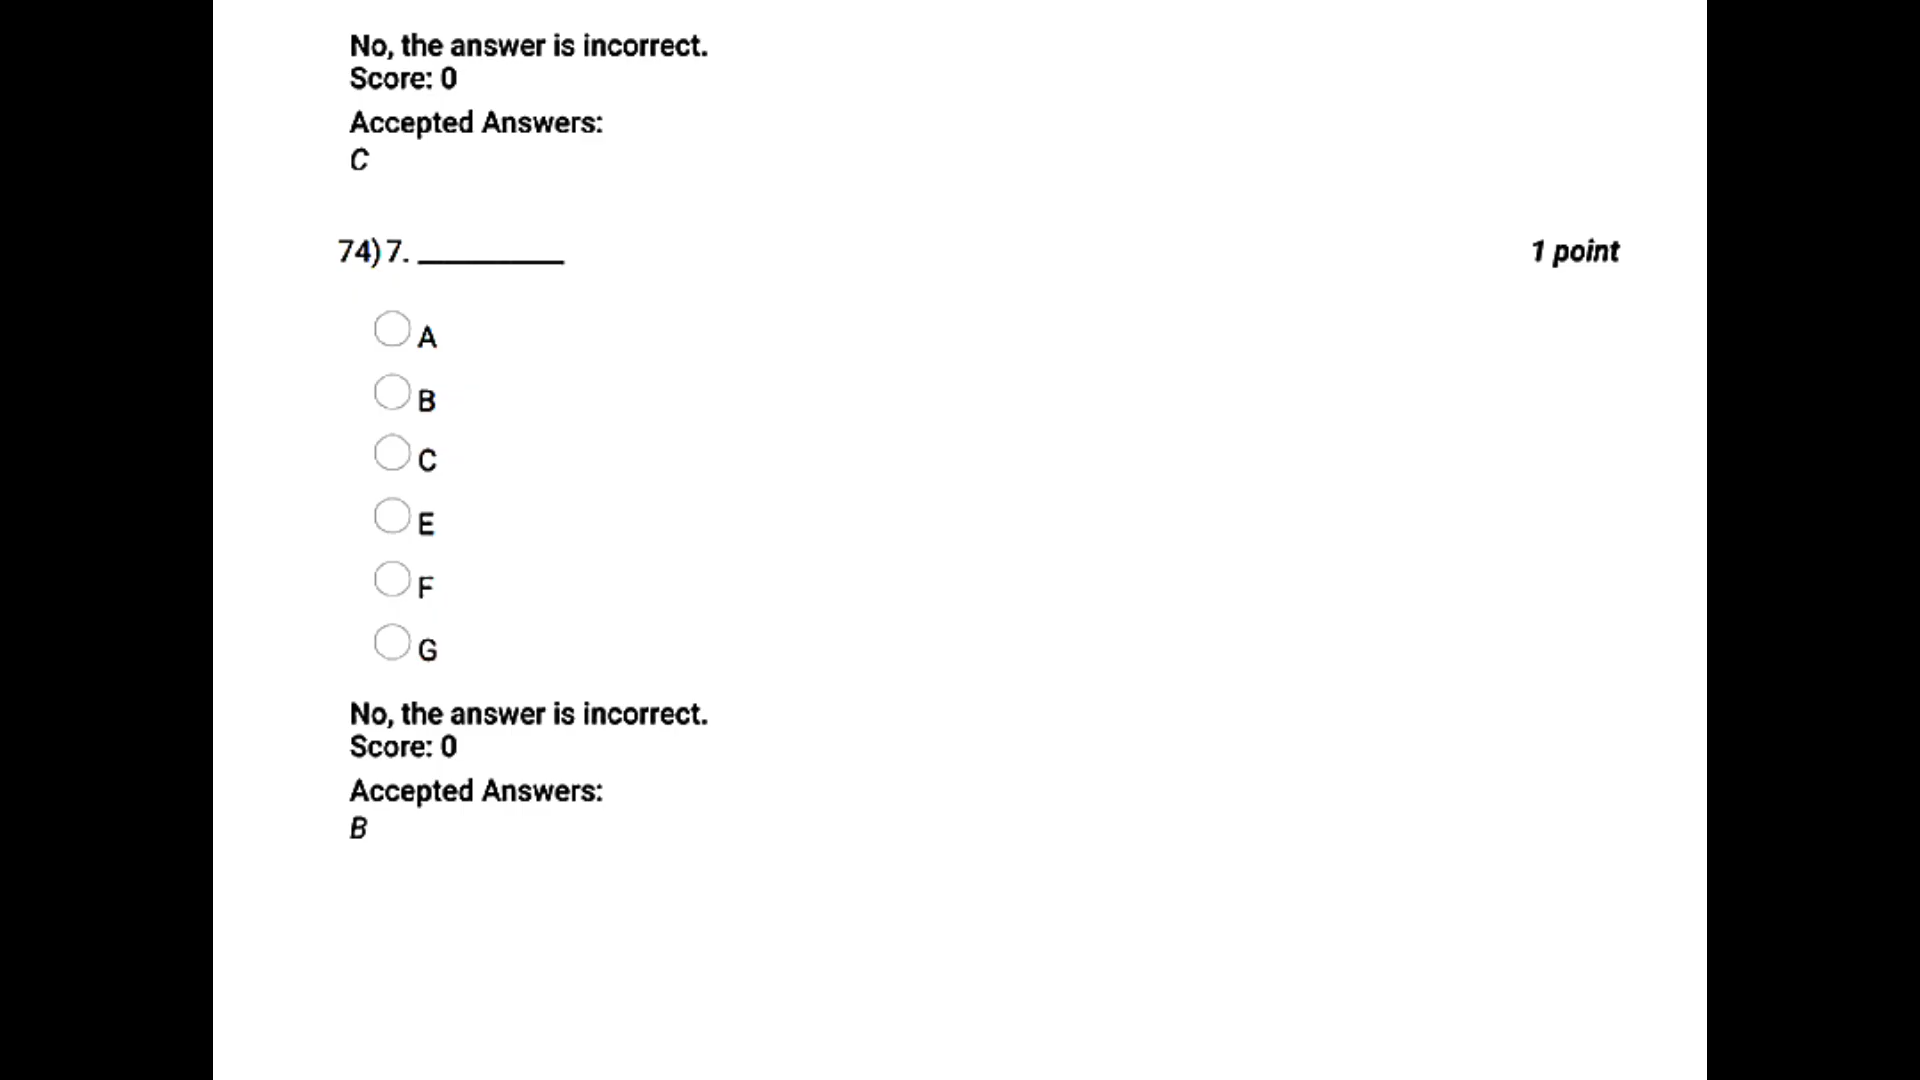 No, the answer is incorrect.
Score: 0
Accepted Answers:
C
74) 7. __________ 1 point
A
B
C
E
F
G
No, the answer is incorrect.
Score: 0
Accepted Answers:
B